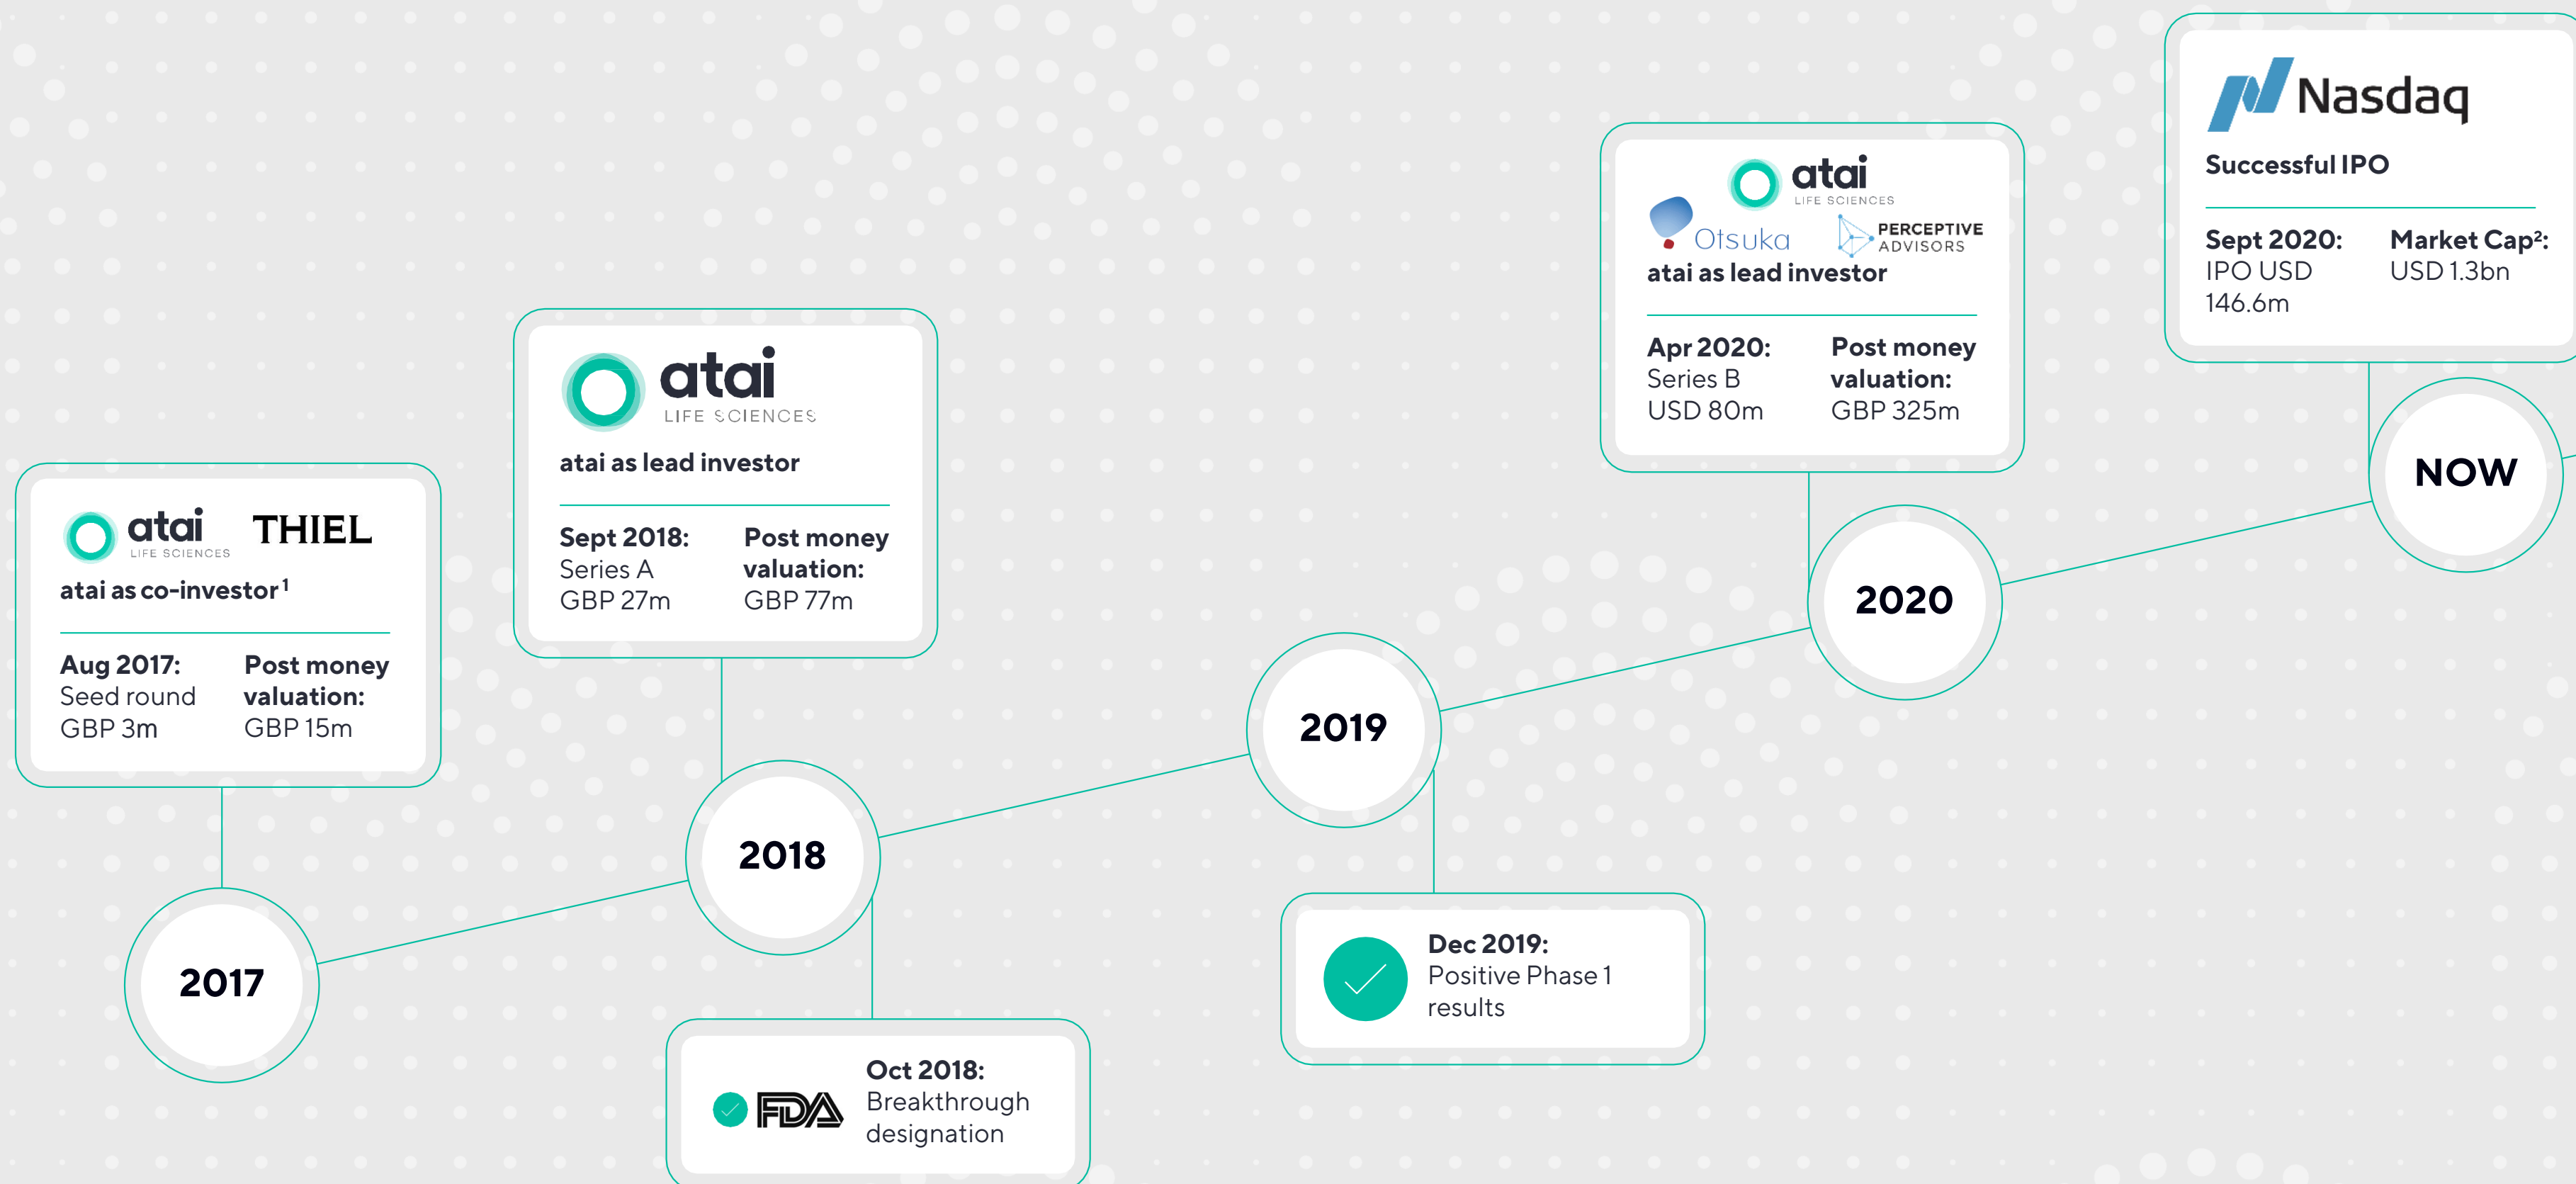 atai
LIFE SCIENCES
THIEL
atai as co-investor¹
Aug 2017:
Seed round
GBP 3m
Post money
valuation:
GBP 15m
2017
atai
LIFE SCIENCES
atai as lead investor
Sept 2018:
Series A
GBP 27m
Post money
valuation:
GBP 77m
2018
FDA
Oct 2018:
Breakthrough
designation
2019
Dec 2019:
Positive Phase 1
results
atai
LIFE SCIENCES
Otsuka
PERCEPTIVE
ADVISORS
atai as lead investor
Apr 2020:
Series B
USD 80m
Post money
valuation:
GBP 325m
2020
Nasdaq
Successful IPO
Sept 2020:
IPO USD
146.6m
Market Cap²:
USD 1.3bn
NOW